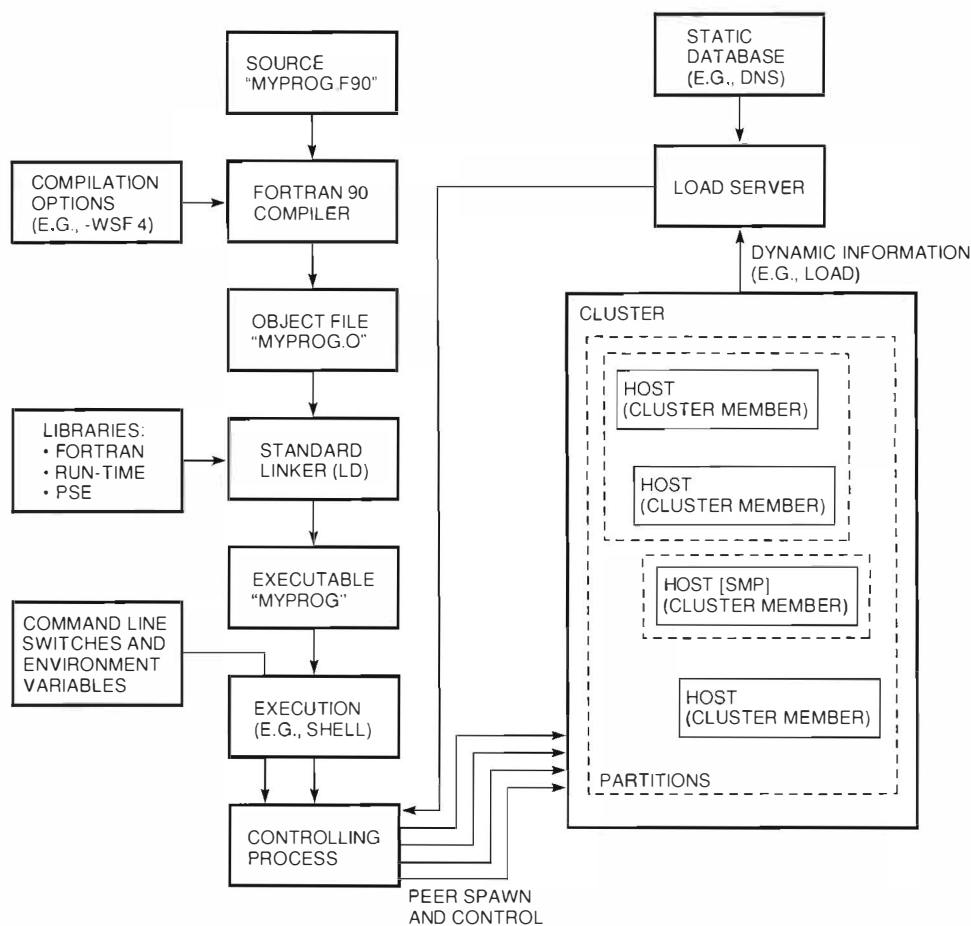 SOURCE
"MYPROG.F90"
STATIC
DATABASE
(E.G., DNS)
COMPILATION
OPTIONS
(E.G., -WSF 4)
FORTRAN 90
COMPILER
LOAD SERVER
DYNAMIC INFORMATION
(E.G., LOAD)
OBJECT FILE
"MYPROG.O"
CLUSTER
HOST
(CLUSTER MEMBER)
LIBRARIES:
• FORTRAN
• RUN-TIME
• PSE
STANDARD
LINKER (LD)
HOST
(CLUSTER MEMBER)
EXECUTABLE
"MYPROG"
HOST [SMP]
(CLUSTER MEMBER)
COMMAND LINE
SWITCHES AND
ENVIRONMENT
VARIABLES
EXECUTION
(E.G., SHELL)
HOST
(CLUSTER MEMBER)
PARTITIONS
CONTROLLING
PROCESS
PEER SPAWN
AND CONTROL